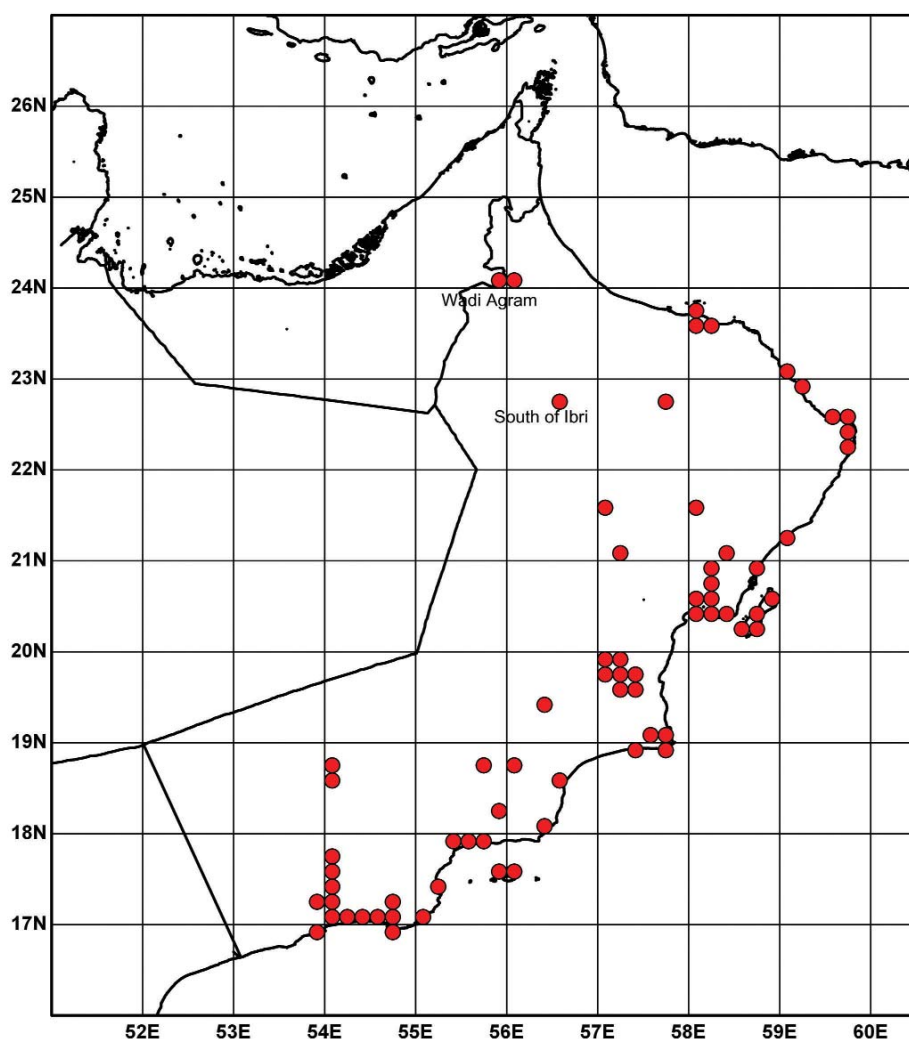 26N
25N
24N
Wadi Agram
23N
South of Ibri
22N
21N
20N
19N
18N
17N
52E 53E 54E 55E 56E 57E 58E 59E 60E